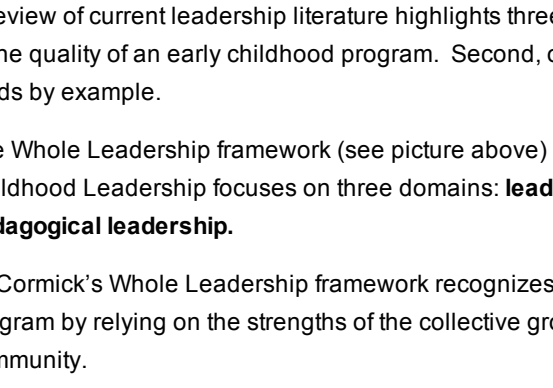 eview of current leadership literature highlights three
he quality of an early childhood program. Second,
ds by example.
e Whole Leadership framework (see picture above)
ildhood Leadership focuses on three domains: lead
dagogical leadership.
Cormick's Whole Leadership framework recognizes
gram by relying on the strengths of the collective gro
mmunity.